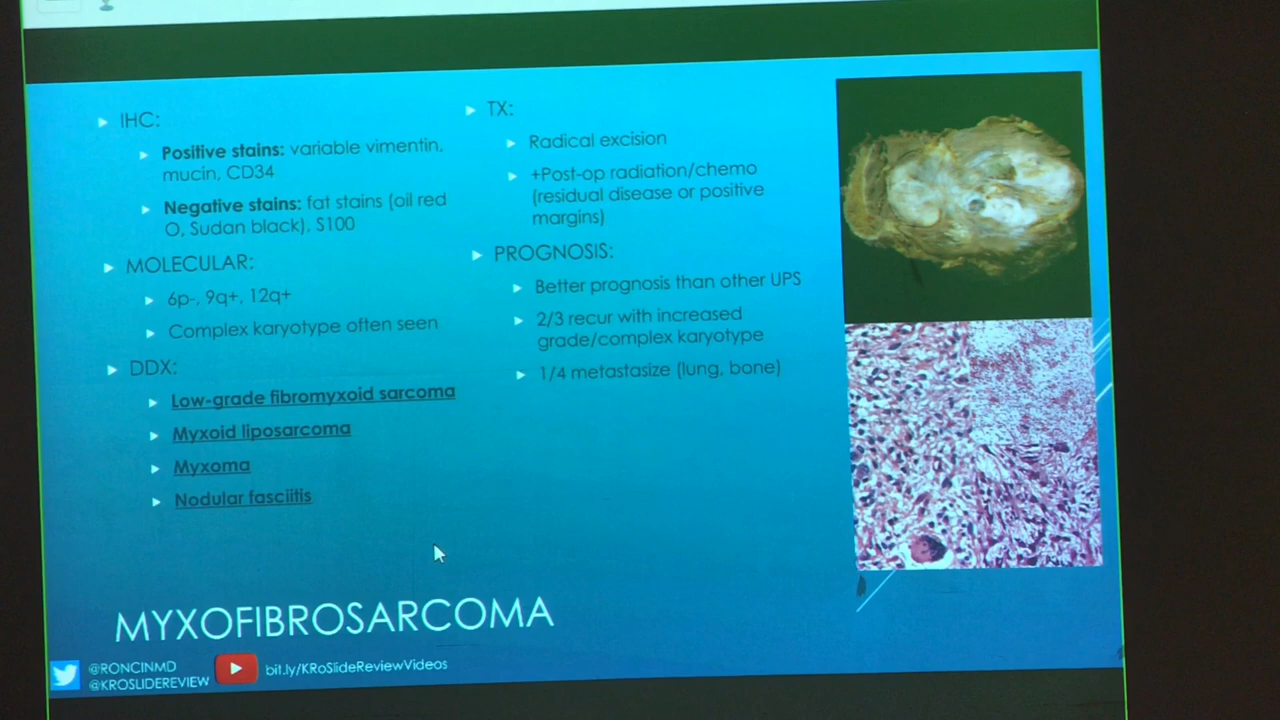 IHC:
Positive stains: variable vimentin,
mucin, CD34
Negative stains: fat stains (oil red
O, Sudan black), S100
MOLECULAR:
6p-, 9q+, 12q+
Complex karyotype often seen
DDX:
Low-grade fibromyxoid sarcoma
Myxoid liposarcoma
Myxoma
Nodular fasciitis
TX:
Radical excision
+Post-op radiation/chemo
(residual disease or positive
margins)
PROGNOSIS:
Better prognosis than other UPS
2/3 recur with increased
grade/complex karyotype
1/4 metastasize (lung, bone)
MYXOFIBROSARCOMA
@RONCINMD
@KROSLIDEREVIEW
bit.ly/KRoSlideReviewVideos